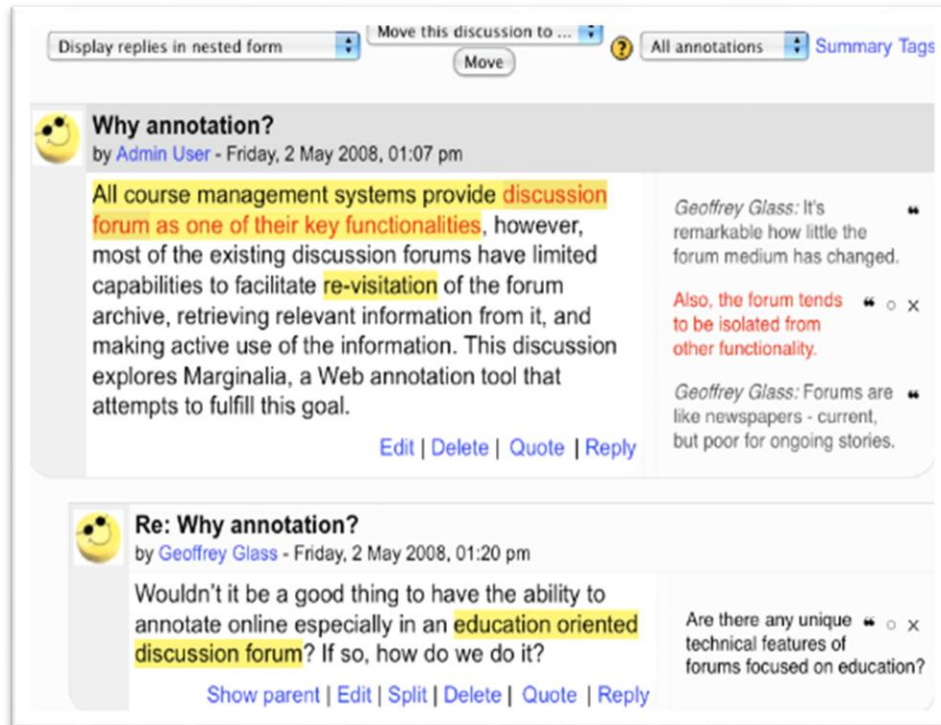 Display replies in nested form
Move this discussion to ...
Move
?
All annotations
Summary Tags
Why annotation?
by Admin User - Friday, 2 May 2008, 01:07 pm
All course management systems provide discussion
forum as one of their key functionalities, however,
most of the existing discussion forums have limited
capabilities to facilitate re-visitation of the forum
archive, retrieving relevant information from it, and
making active use of the information. This discussion
explores Marginalia, a Web annotation tool that
attempts to fulfill this goal.
Edit | Delete | Quote | Reply
Geoffrey Glass: It's ❝
remarkable how little the
forum medium has changed.
Also, the forum tends ❝ ○ x
to be isolated from
other functionality.
Geoffrey Glass: Forums are ❝
like newspapers - current,
but poor for ongoing stories.
Re: Why annotation?
by Geoffrey Glass - Friday, 2 May 2008, 01:20 pm
Wouldn't it be a good thing to have the ability to
annotate online especially in an education oriented
discussion forum? If so, how do we do it?
Show parent | Edit | Split | Delete | Quote | Reply
Are there any unique ❝ ○ x
technical features of
forums focused on education?